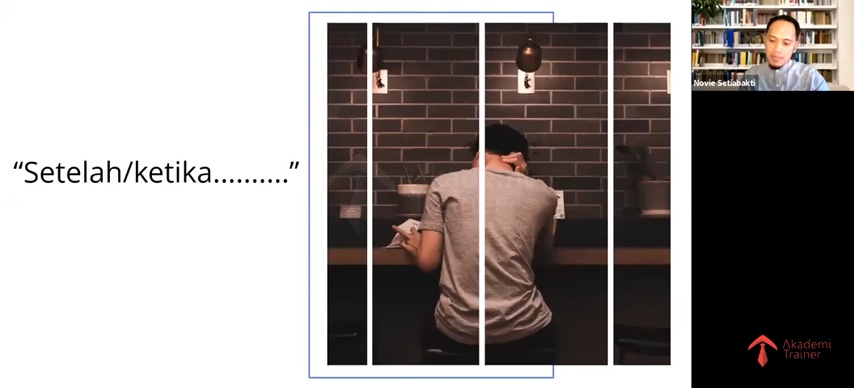 “Setelah/ketika..........”
Novie Setiabakti
Akademi
Trainer